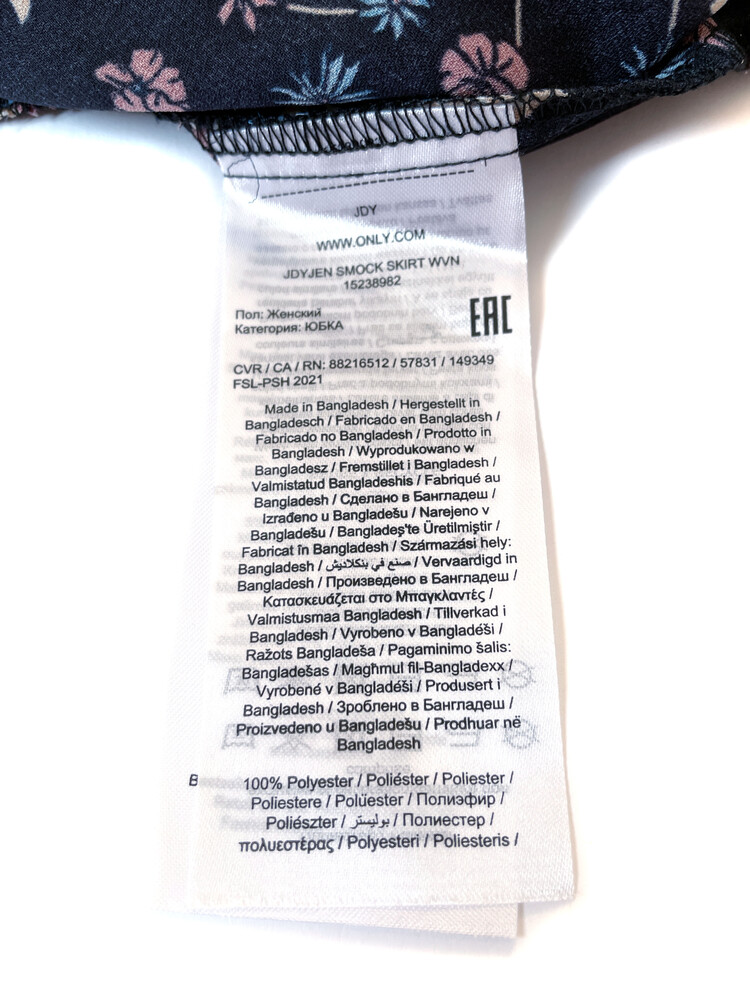 JDY
WWW.ONLY.COM
JDYJEN SMOCK SKIRT WVN
15238982
Пол: Женский
Категория: ЮБКА
EAC
CVR / CA / RN: 88216512 / 57831 / 149349
FSL-PSH 2021
Made in Bangladesh / Hergestellt in
Bangladesch / Fabricado en Bangladesh /
Fabricado no Bangladesh / Prodotto in
Bangladesh / Wyprodukowano w
Bangladesz / Fremstillet i Bangladesh /
Valmistatud Bangladeshis / Fabriqué au
Bangladesh / Сделано в Бангладеш /
Izrađeno u Bangladešu / Narejeno v
Bangladešu / Bangladeş'te Üretilmiştir /
Fabricat în Bangladesh / Származási hely:
Bangladesh / صنع في بنكلاديش / Vervaardigd in
Bangladesh / Произведено в Бангладеш /
Κατασκευάζεται στο Μπαγκλαντές /
Valmistusmaa Bangladesh / Tillverkad i
Bangladesh / Vyrobeno v Bangladéši /
Ražots Bangladeša / Pagaminimo šalis:
Bangladešas / Magħmul fil-Bangladexx /
Vyrobené v Bangladéši / Produsert i
Bangladesh / Зроблено в Бангладеш /
Proizvedeno u Bangladešu / Prodhuar në
Bangladesh
B
100% Polyester / Poliéster / Poliester /
Poliestere / Polüester / Полиэфир /
Poliészter / بوليستر / Полиестер /
πολυεστέρας / Polyesteri / Poliesteris /